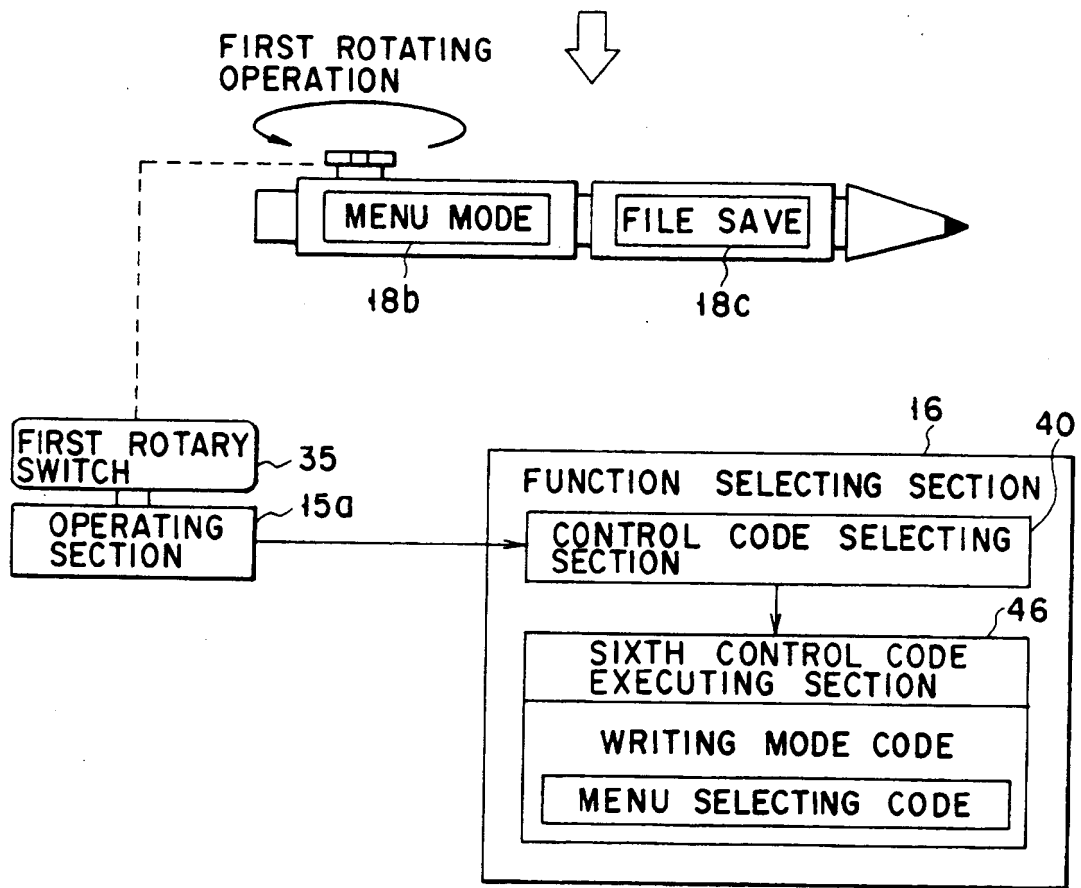 FIRST ROTATING
OPERATION
MENU MODE
FILE SAVE
18b
18c
FIRST ROTARY
SWITCH
35
OPERATING
SECTION
15a
16
40
FUNCTION SELECTING SECTION
CONTROL CODE SELECTING
SECTION
46
SIXTH CONTROL CODE
EXECUTING SECTION
WRITING MODE CODE
MENU SELECTING CODE